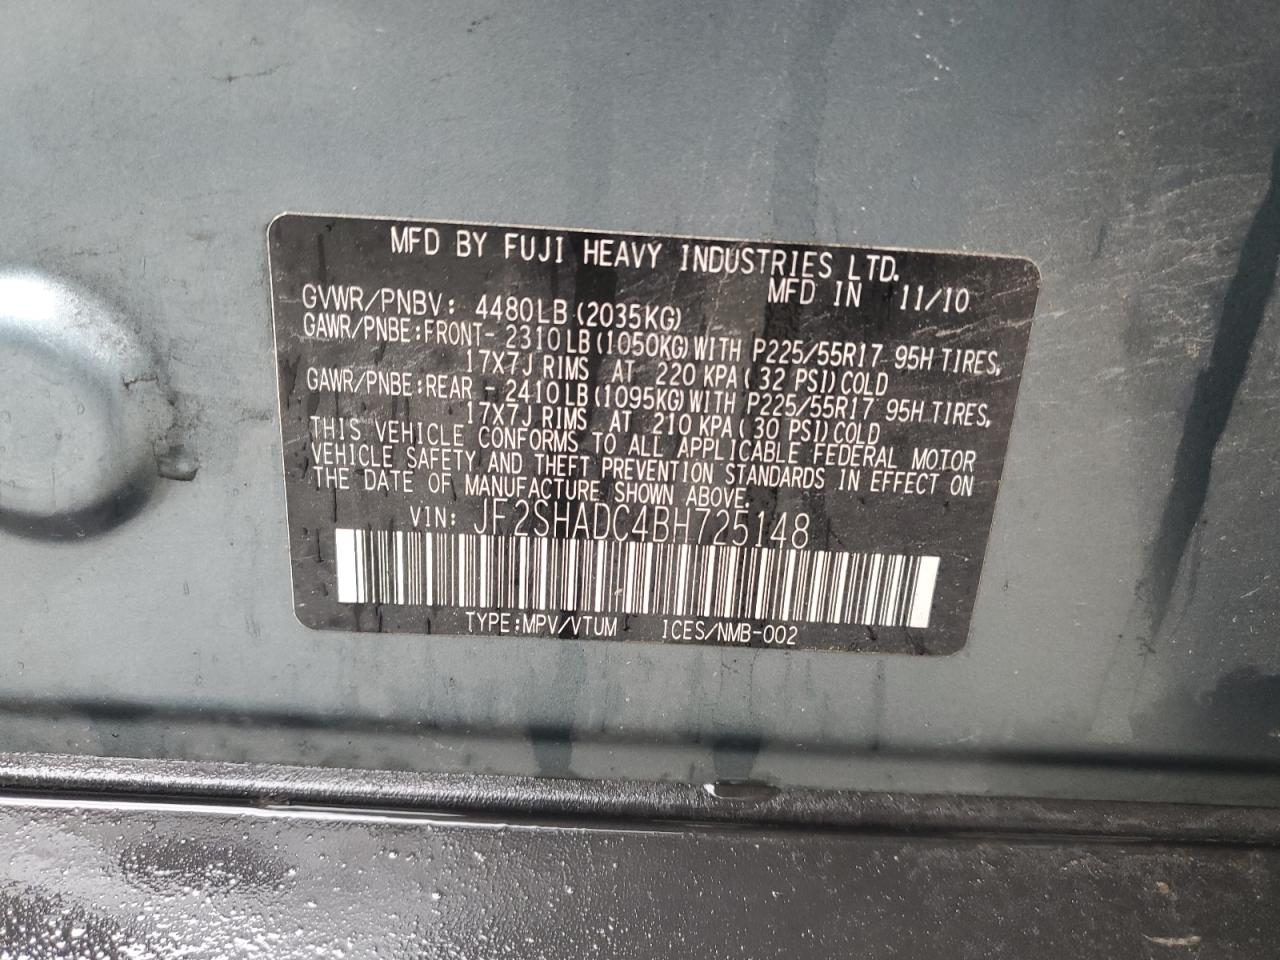 MFD BY FUJI HEAVY INDUSTRIES LTD.
MFD IN 11/10
GVWR/PNBV: 4480LB (2035KG)
GAWR/PNBE:FRONT- 2310LB(1050KG)WITH P225/55R17 95H TIRES,
17X7J RIMS AT 220 KPA( 32 PSI)COLD
GAWR/PNBE:REAR - 2410LB(1095KG)WITH P225/55R17 95H TIRES,
17X7J RIMS AT 210 KPA( 30 PSI)COLD
THIS VEHICLE CONFORMS TO ALL APPLICABLE FEDERAL MOTOR
VEHICLE SAFETY AND THEFT PREVENTION STANDARDS IN EFFECT ON
THE DATE OF MANUFACTURE SHOWN ABOVE.
VIN: JF2SHADC4BH725148
TYPE:MPV/VTUM ICES/NMB-002